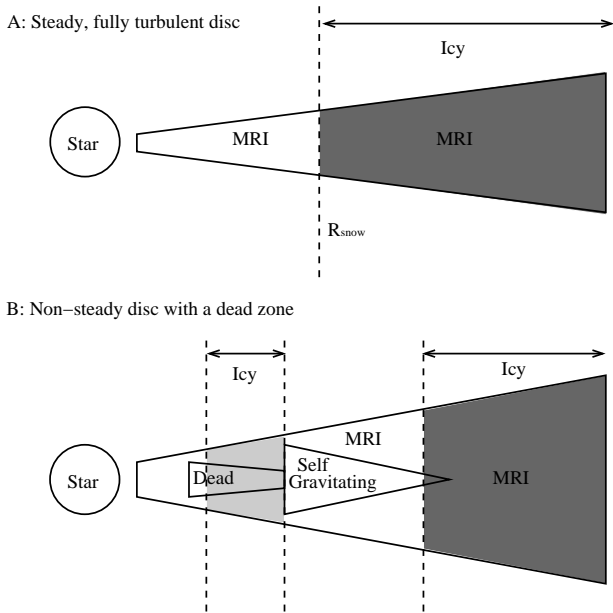 A: Steady, fully turbulent disc
Icy
Star
MRI
MRI
Rsnow
B: Non−steady disc with a dead zone
Icy
Icy
MRI
Star
Dead
Self
Gravitating
MRI